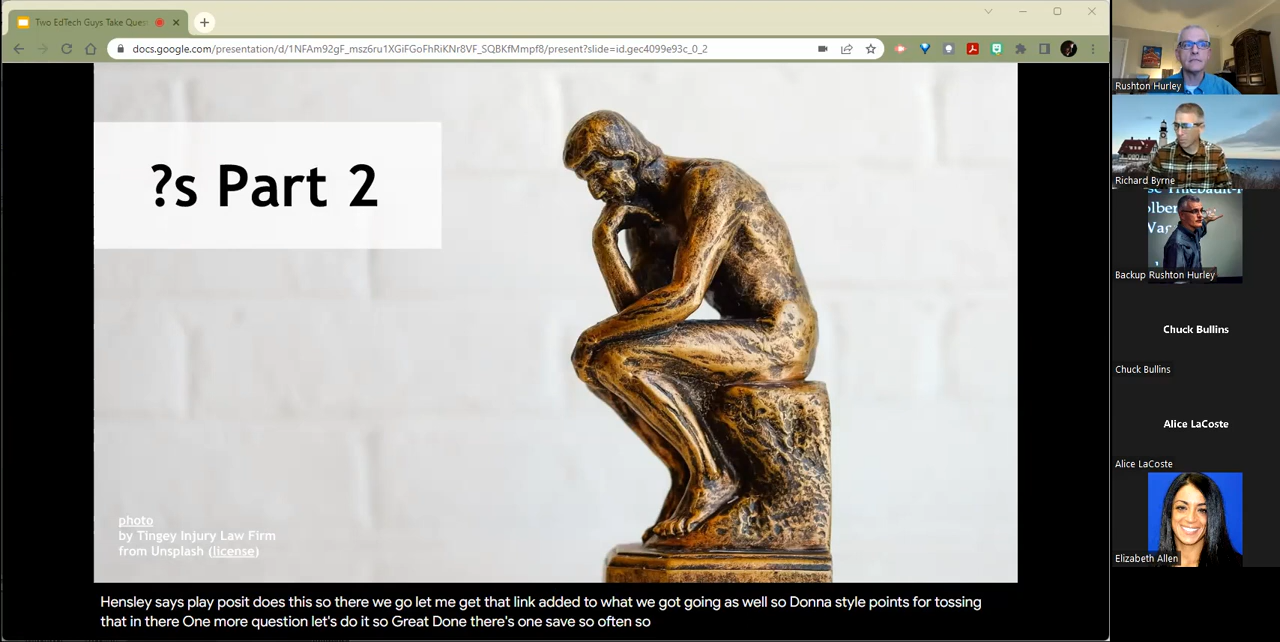 Two EdTech Guys Take Ques
docs.google.com/presentation/d/1NFAm92gF_msz6ru1XGiFGoFhRiKNr8VF_SQBKfMmpf8/present?slide=id.gec4099e93c_0_2
?s Part 2
photo
by Tingey Injury Law Firm
from Unsplash (license)
Hensley says play posit does this so there we go let me get that link added to what we got going as well so Donna style points for tossing
that in there One more question let's do it so Great Done there's one save so often so
Rushton Hurley
Richard Byrne
Backup Rushton Hurley
Chuck Bullins
Chuck Bullins
Alice LaCoste
Alice LaCoste
Elizabeth Allen